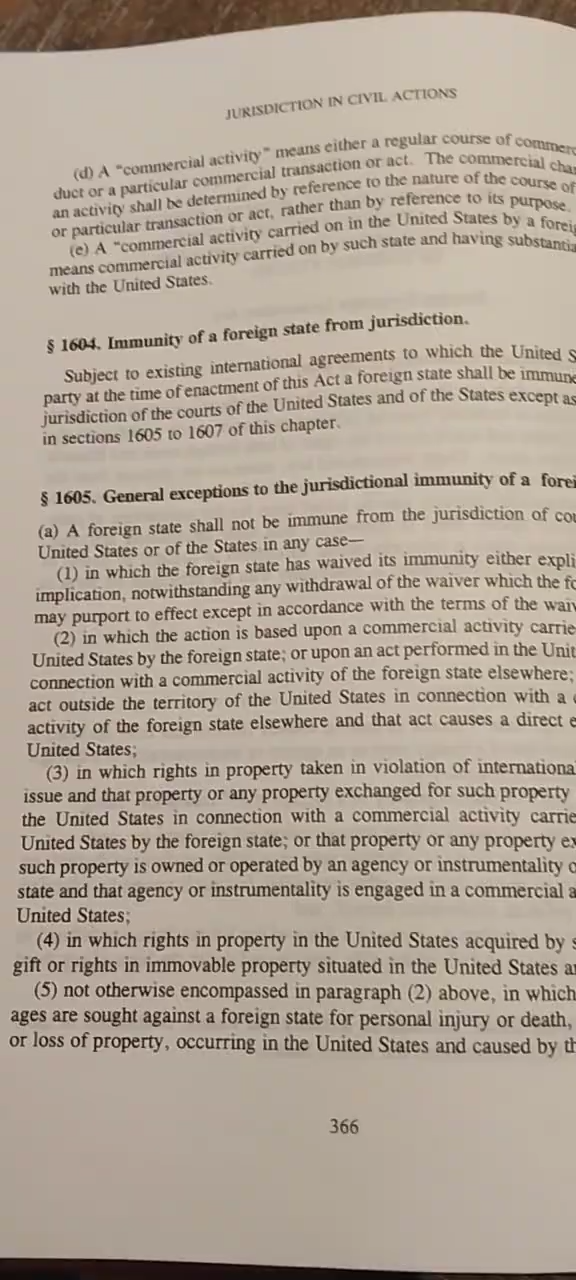 JURISDICTION IN CIVIL ACTIONS
(d) A “commercial activity” means either a regular course of commerc
duct or a particular commercial transaction or act. The commercial char
an activity shall be determined by reference to the nature of the course of
or particular transaction or act, rather than by reference to its purpose.
(e) A “commercial activity carried on in the United States by a foreig
means commercial activity carried on by such state and having substantia
with the United States.
§ 1604. Immunity of a foreign state from jurisdiction.
Subject to existing international agreements to which the United S
party at the time of enactment of this Act a foreign state shall be immune
jurisdiction of the courts of the United States and of the States except as
in sections 1605 to 1607 of this chapter.
§ 1605. General exceptions to the jurisdictional immunity of a forei
(a) A foreign state shall not be immune from the jurisdiction of cou
United States or of the States in any case—
(1) in which the foreign state has waived its immunity either expli
implication, notwithstanding any withdrawal of the waiver which the fo
may purport to effect except in accordance with the terms of the waiv
(2) in which the action is based upon a commercial activity carrie
United States by the foreign state; or upon an act performed in the Unit
connection with a commercial activity of the foreign state elsewhere;
act outside the territory of the United States in connection with a
activity of the foreign state elsewhere and that act causes a direct e
United States;
(3) in which rights in property taken in violation of internationa
issue and that property or any property exchanged for such property
the United States in connection with a commercial activity carrie
United States by the foreign state; or that property or any property ex
such property is owned or operated by an agency or instrumentality o
state and that agency or instrumentality is engaged in a commercial a
United States;
(4) in which rights in property in the United States acquired by s
gift or rights in immovable property situated in the United States ar
(5) not otherwise encompassed in paragraph (2) above, in which
ages are sought against a foreign state for personal injury or death,
or loss of property, occurring in the United States and caused by th
366